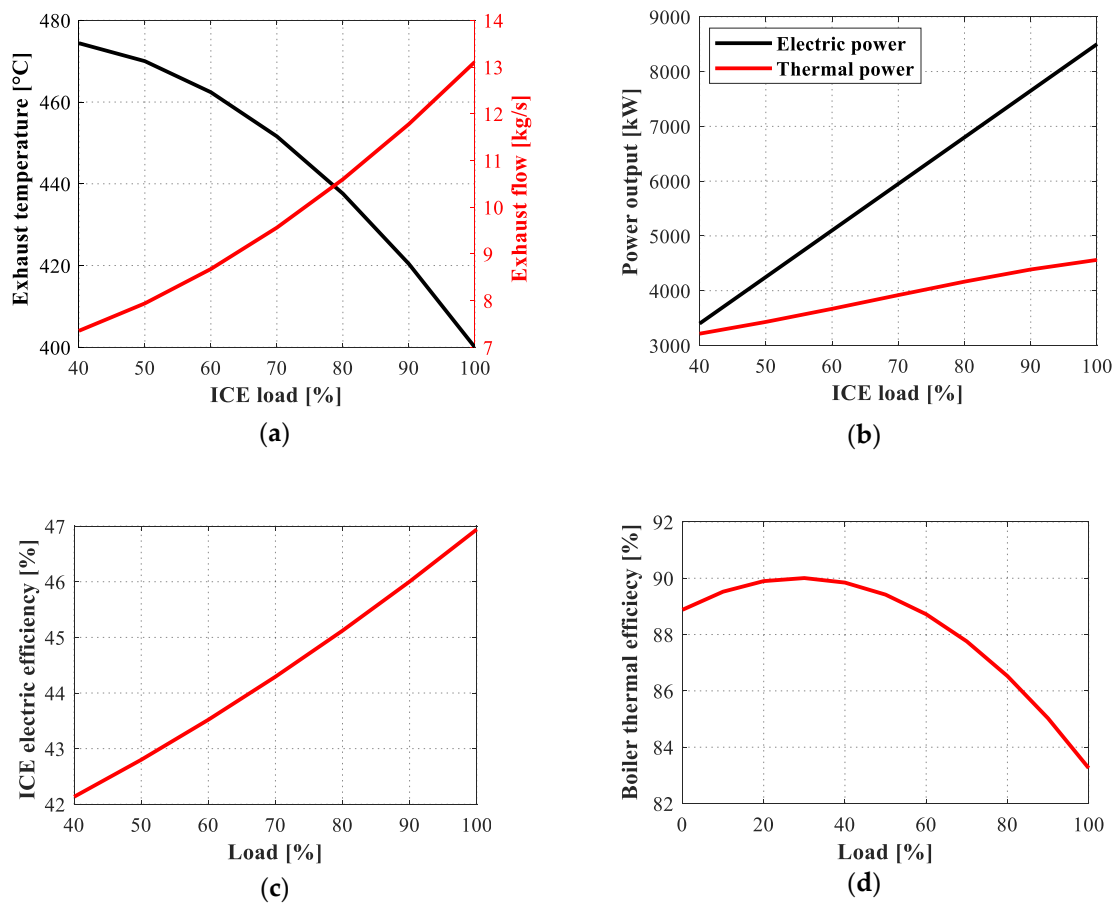 480
460
440
420
400
Exhaust temperature [°C]
14
13
12
11
10
9
8
7
Exhaust flow [kg/s]
40 50 60 70 80 90 100
ICE load [%]
(a)
9000
8000
7000
6000
5000
4000
3000
Power output [kW]
Electric power
Thermal power
40 50 60 70 80 90 100
ICE load [%]
(b)
47
46
45
44
43
42
ICE electric efficiency [%]
40 50 60 70 80 90 100
Load [%]
(c)
92
90
88
86
84
82
Boiler thermal efficiecy [%]
0 20 40 60 80 100
Load [%]
(d)